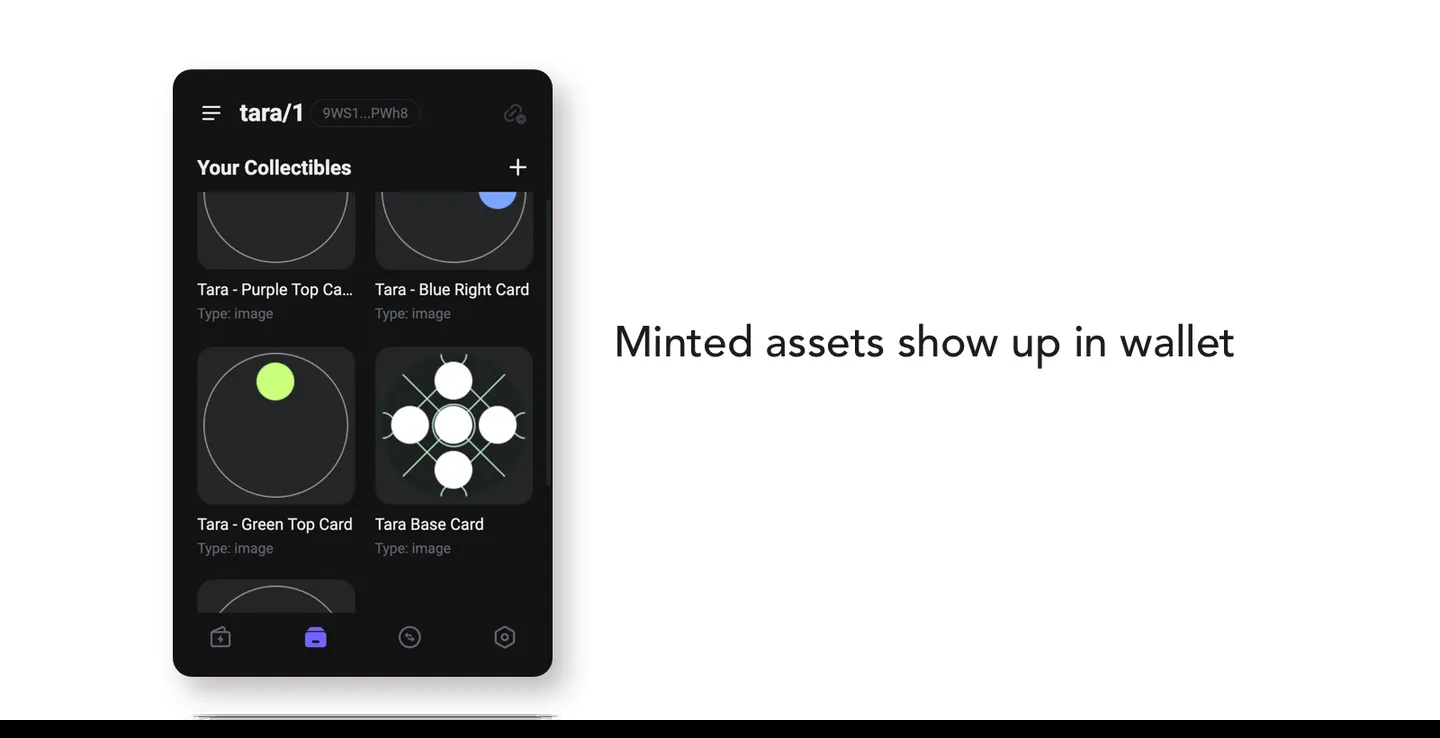 tara/1 9WS1...PWh8
Your Collectibles
Tara - Purple Top Ca... Tara - Blue Right Card
Type: image Type: image
Minted assets show up in wallet
Tara - Green Top Card Tara Base Card
Type: image Type: image